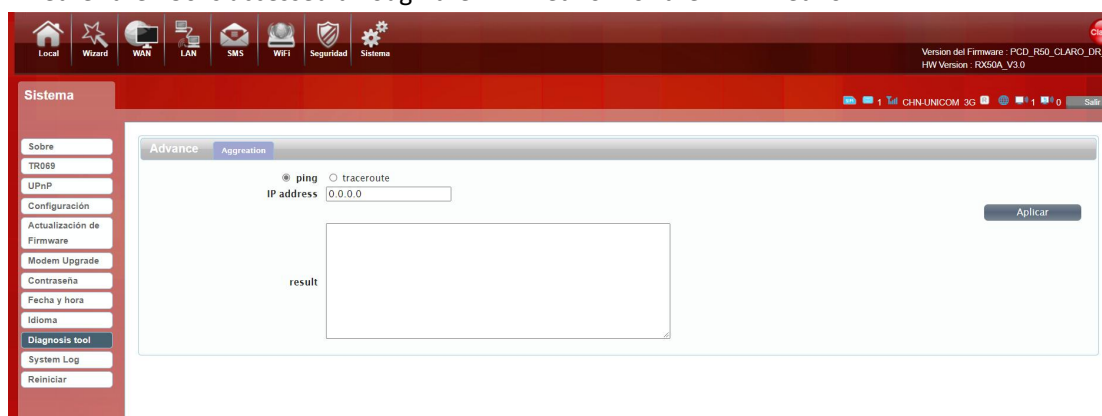 Local Wizard WAN LAN SMS WiFi Seguridad Sistema
Version del Firmware : PCD_R50_CLARO_DR_
HW Version : RX50A_V3.0
Sistema
1 CHN-UNICOM 3G 1 0 Salir
Sobre
TR069
UPnP
Configuración
Actualización de
Firmware
Modem Upgrade
Contraseña
Fecha y hora
Idioma
Diagnosis tool
System Log
Reiniciar
Advance Aggreation
ping traceroute
IP address 0.0.0.0
Aplicar
result